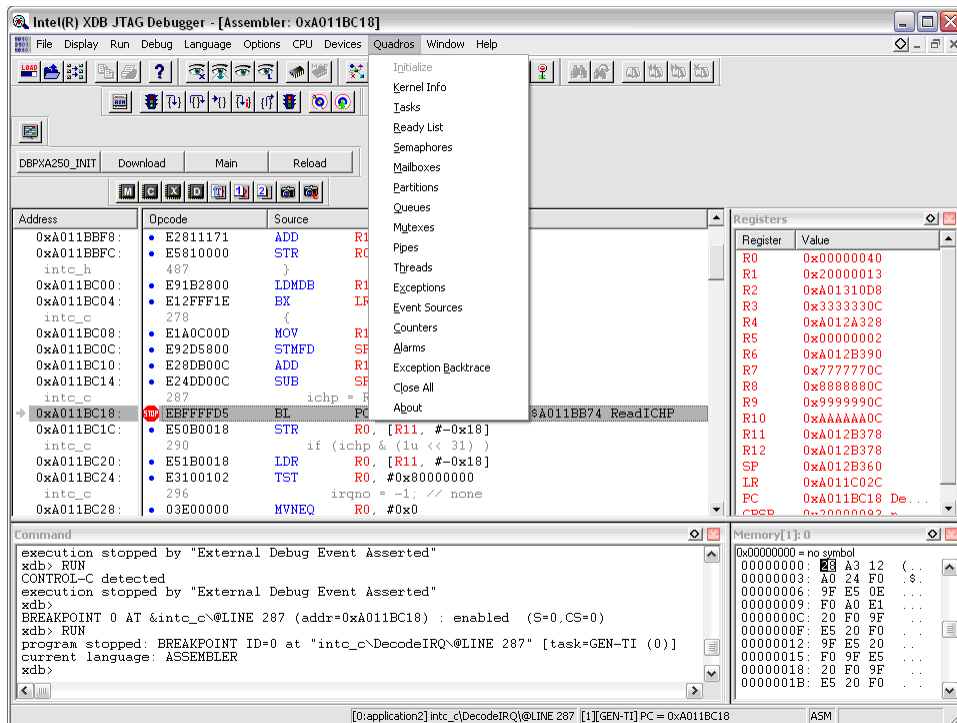 Intel(R) XDB JTAG Debugger - [Assembler: 0xA011BC18]
File Display Run Debug Language Options CPU Devices Quadros Window Help
Initialize
Kernel Info
Tasks
Ready List
Semaphores
Mailboxes
Partitions
Queues
Mutexes
Pipes
Threads
Exceptions
Event Sources
Counters
Alarms
Exception Backtrace
Close All
About
LOAD
ASM
DBPXA250_INIT Download Main Reload
M C X D
Address Opcode Source
0xA011BBF8: E2811171 ADD R1
0xA011BBFC: E5810000 STR R0
intc_h 487 }
0xA011BC00: E91B2800 LDMDB R1
0xA011BC04: E12FFF1E BX LR
intc_c 278 {
0xA011BC08: E1A0C00D MOV R1
0xA011BC0C: E92D5800 STMFD SP
0xA011BC10: E28DB00C ADD R1
0xA011BC14: E24DD00C SUB SP
intc_c 287 ichp = R
0xA011BC18: STOP EBFFFFD5 BL PC $A011BB74 ReadICHP
0xA011BC1C: E50B0018 STR R0, [R11, #-0x18]
intc_c 290 if (ichp & (1u << 31) )
0xA011BC20: E51B0018 LDR R0, [R11, #-0x18]
0xA011BC24: E3100102 TST R0, #0x80000000
intc_c 296 irqno = -1; // none
0xA011BC28: 03E00000 MVNEQ R0, #0x0
Registers
Register Value
R0 0x00000040
R1 0x20000013
R2 0xA01310D8
R3 0x3333330C
R4 0xA012A328
R5 0x00000002
R6 0xA012B390
R7 0x7777770C
R8 0x8888880C
R9 0x9999990C
R10 0xAAAAAA0C
R11 0xA012B378
R12 0xA012B378
SP 0xA012B360
LR 0xA011C02C
PC 0xA011BC18 De...
CPSR 0x20000093 n...
Command
execution stopped by "External Debug Event Asserted"
xdb> RUN
CONTROL-C detected
execution stopped by "External Debug Event Asserted"
xdb>
BREAKPOINT 0 AT &intc_c\@LINE 287 (addr=0xA011BC18) : enabled (S=0,CS=0)
xdb> RUN
program stopped: BREAKPOINT ID=0 at "intc_c\DecodeIRQ\@LINE 287" [task=GEN-TI (0)]
current language: ASSEMBLER
xdb>
Memory[1]: 0
0x00000000 = no symbol
00000000: 28 A3 12 (..
00000003: A0 24 F0 .$.
00000006: 9F E5 0E ...
00000009: F0 A0 E1 ...
0000000C: 20 F0 9F ..
0000000F: E5 20 F0 . .
00000012: 9F E5 20 ..
00000015: F0 9F E5 ...
00000018: 20 F0 9F ..
0000001B: E5 20 F0 . .
[0:application2] intc_c\DecodeIRQ\@LINE 287 [1][GEN-TI] PC = 0xA011BC18 ASM